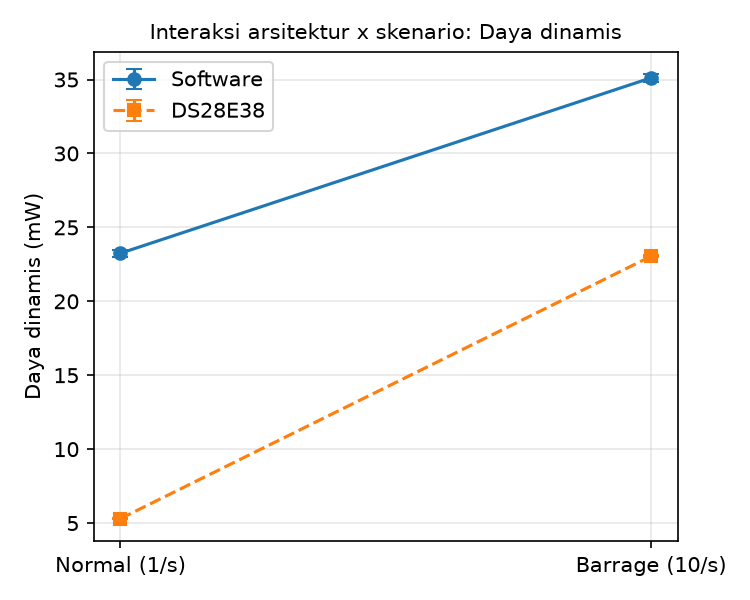 Interaksi arsitektur x skenario: Daya dinamis
Software
DS28E38
Daya dinamis (mW)
35
30
25
20
15
10
5
Normal (1/s)
Barrage (10/s)